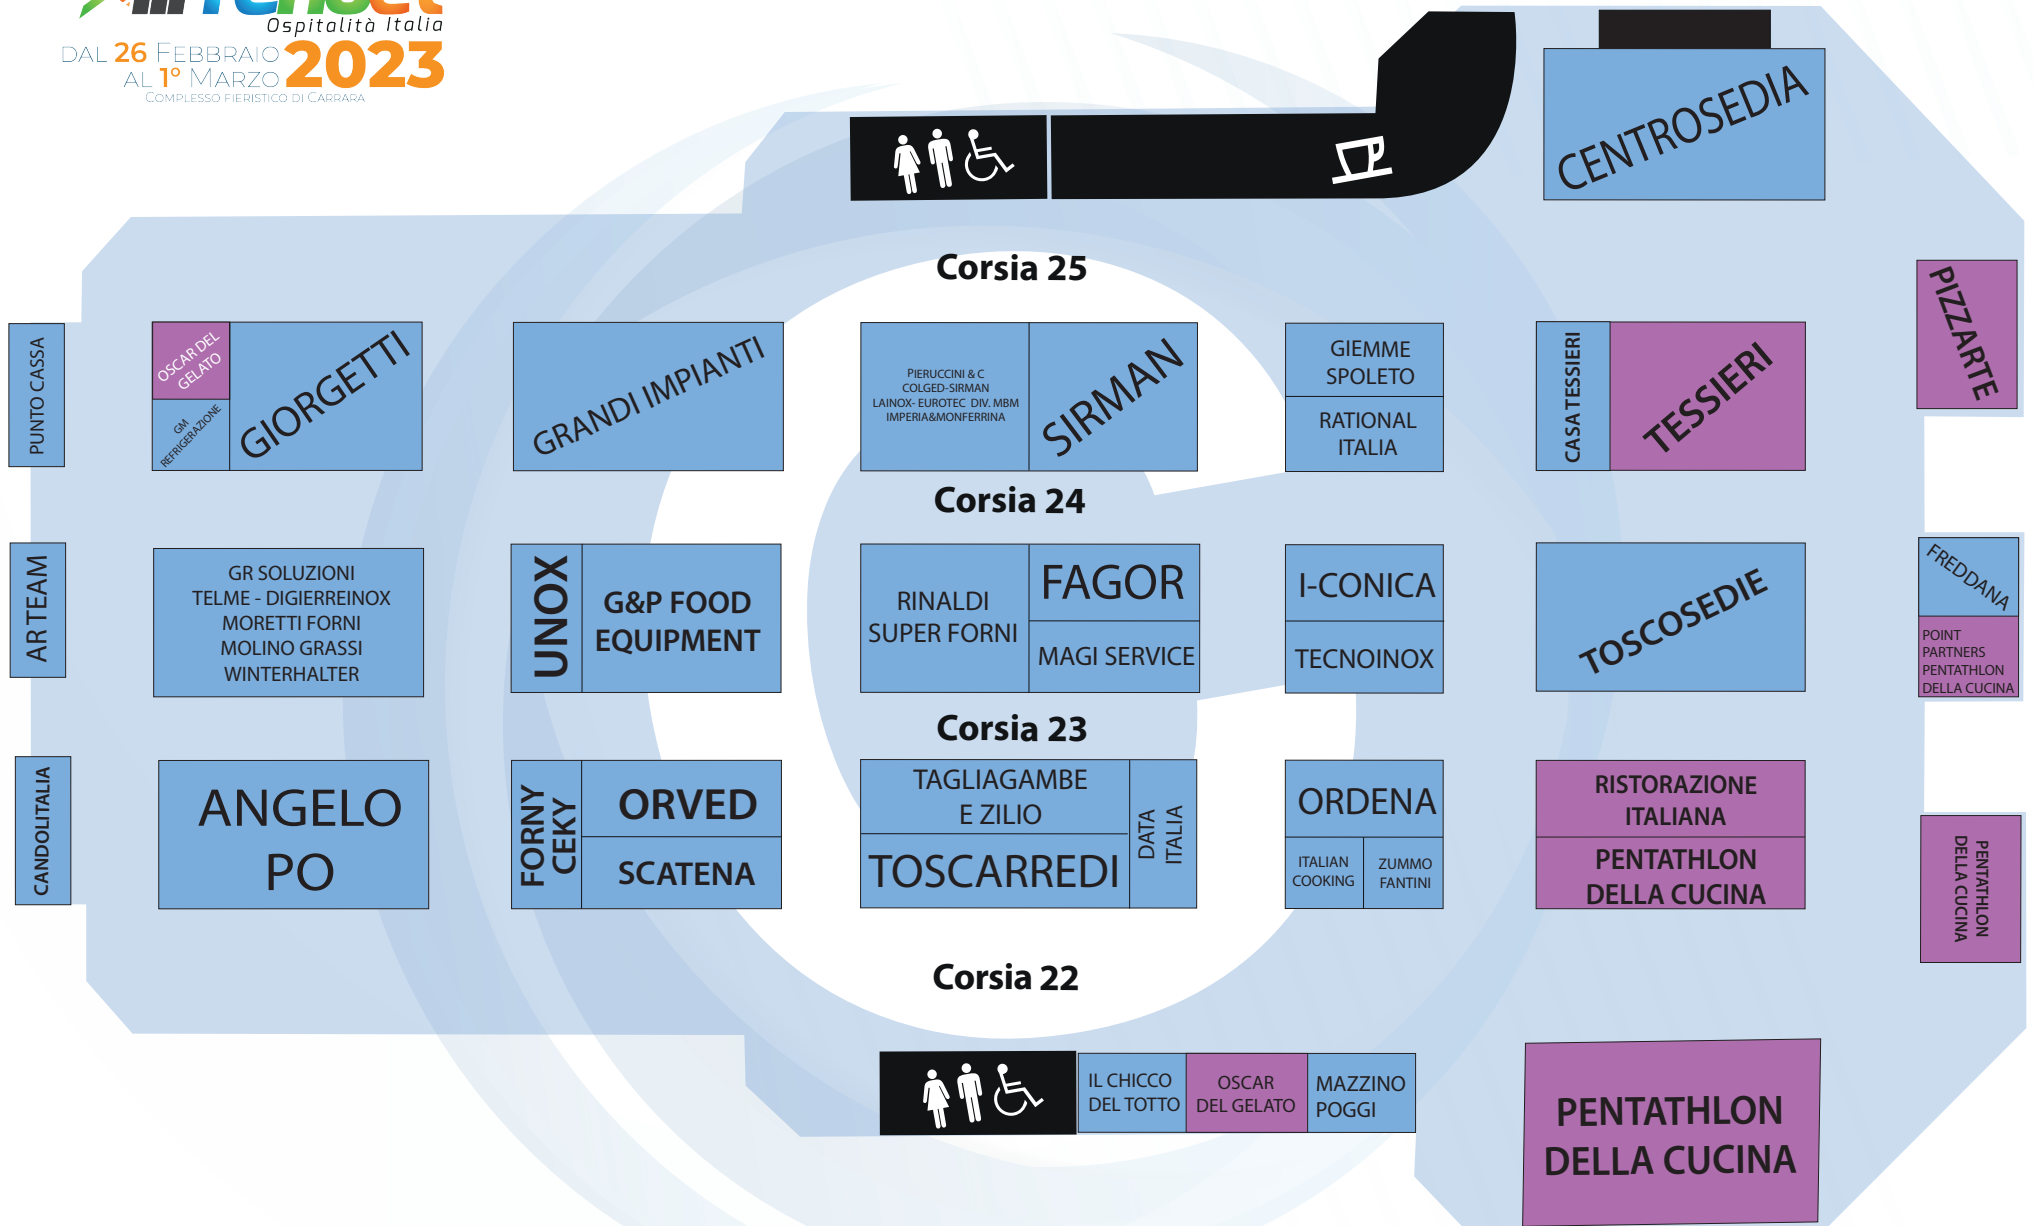 Ospitalità Italia
DAL 26 FEBBRAIO
AL 1° MARZO
2023
COMPLESSO FIERISTICO DI CARRARA
CENTROSEDIA
Corsia 25
PIZZARTE
PUNTO CASSA
OSCAR DEL
GELATO
GM
REFRIGERAZIONE
GIORGETTI
GRANDI IMPIANTI
PIERUCCINI & C
COLGED-SIRMAN
LAINOX- EUROTEC DIV. MBM
IMPERIA&MONFERRINA
SIRMAN
GIEMME
SPOLETO
RATIONAL
ITALIA
CASA TESSIERI
TESSIERI
Corsia 24
AR TEAM
GR SOLUZIONI
TELME - DIGIERREINOX
MORETTI FORNI
MOLINO GRASSI
WINTERHALTER
UNOX
G&P FOOD
EQUIPMENT
RINALDI
SUPER FORNI
FAGOR
MAGI SERVICE
I-CONICA
TECNOINOX
TOSCOSEDIE
FREDDANA
POINT
PARTNERS
PENTATHLON
DELLA CUCINA
Corsia 23
CANDOLITALIA
ANGELO
PO
FORNY
CEKY
ORVED
SCATENA
TAGLIAGAMBE
E ZILIO
TOSCARREDI
DATA
ITALIA
ORDENA
ITALIAN
COOKING
ZUMMO
FANTINI
RISTORAZIONE
ITALIANA
PENTATHLON
DELLA CUCINA
PENTATHLON
DELLA CUCINA
Corsia 22
IL CHICCO
DEL TOTTO
OSCAR
DEL GELATO
MAZZINO
POGGI
PENTATHLON
DELLA CUCINA